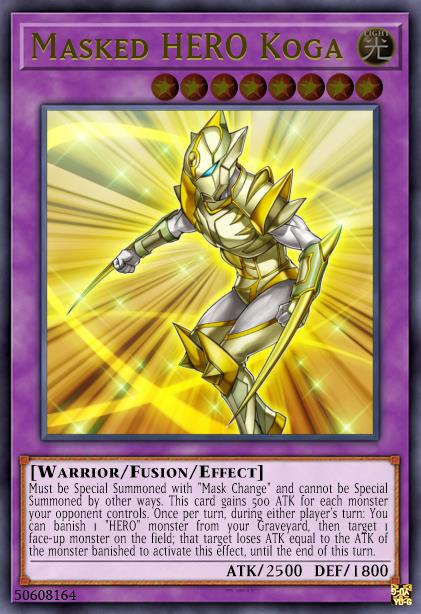 Masked HERO Koga
LIGHT
光
[Warrior/Fusion/Effect]
Must be Special Summoned with "Mask Change" and cannot be Special
Summoned by other ways. This card gains 500 ATK for each monster
your opponent controls. Once per turn, during either player's turn: You
can banish 1 "HERO" monster from your Graveyard, then target 1
face-up monster on the field; that target loses ATK equal to the ATK of
the monster banished to activate this effect, until the end of this turn.
ATK/2500 DEF/1800
50608164